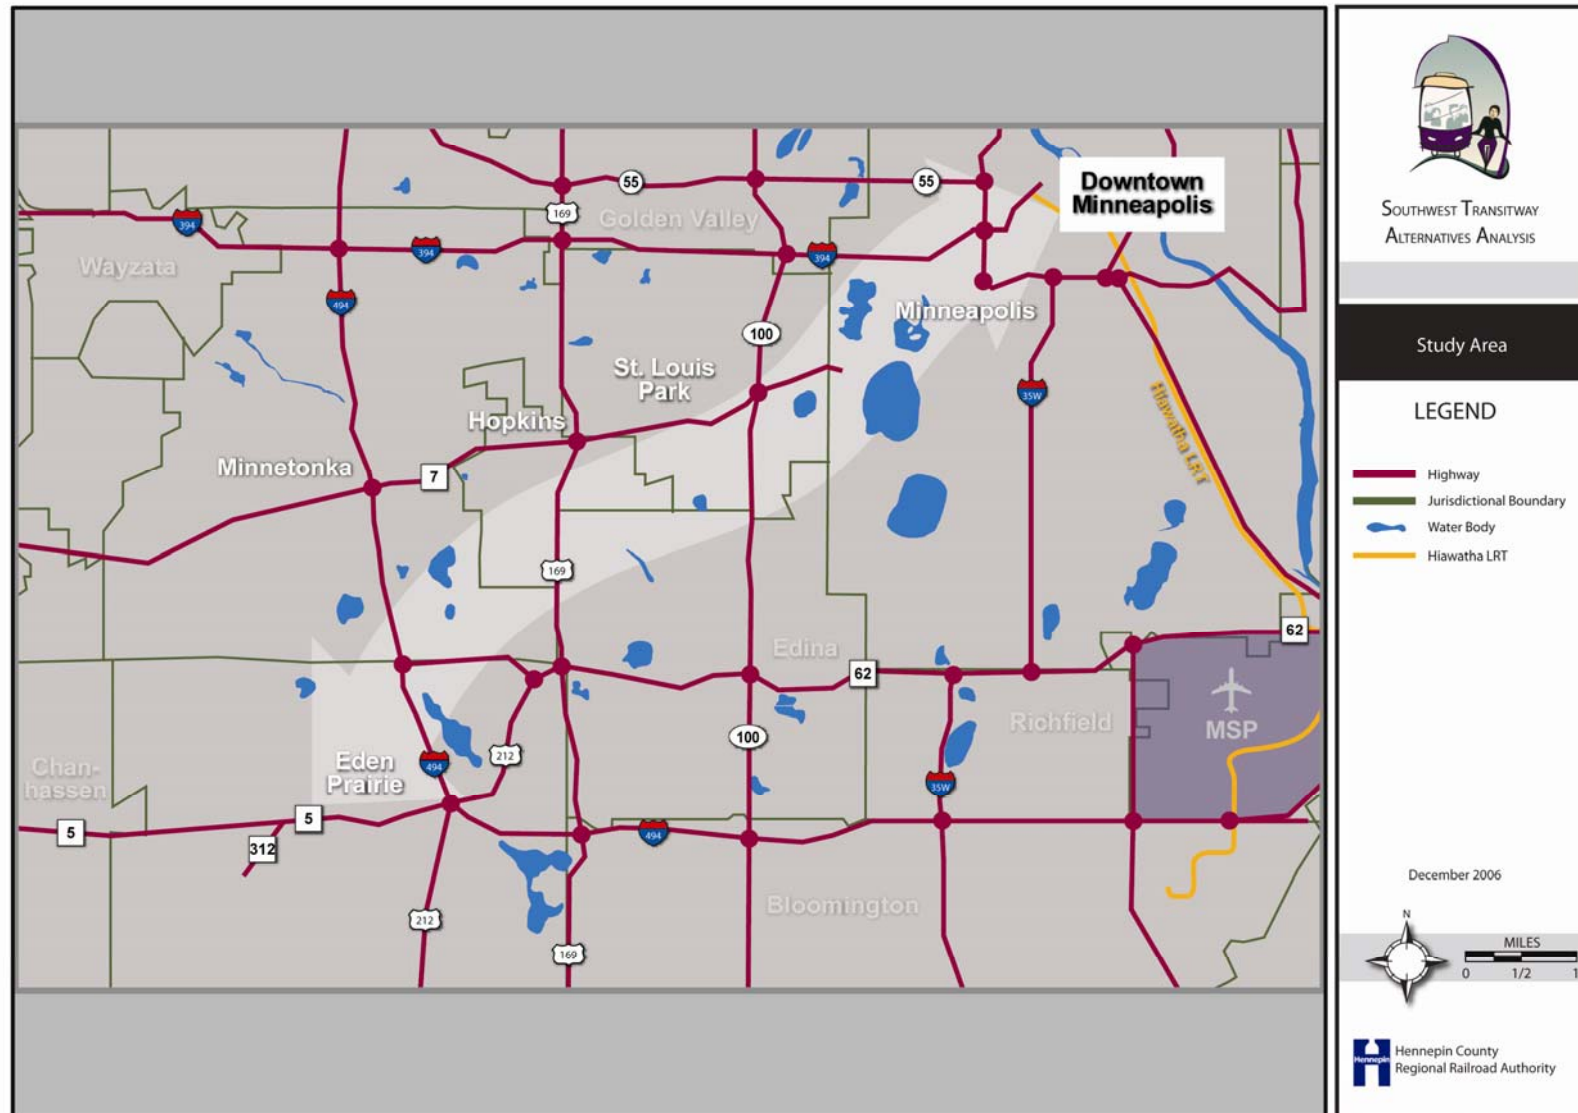 55
55
Downtown
Minneapolis
169
Golden Valley
394
394
394
Wayzata
494
Minneapolis
100
St. Louis
Park
35W
Hiawatha LRT
Hopkins
Minnetonka
7
169
62
Edina
62
Richfield
MSP
100
212
494
Eden
Prairie
35W
Chan-
hassen
5
5
312
494
Bloomington
212
169
SOUTHWEST TRANSITWAY
ALTERNATIVES ANALYSIS
Study Area
LEGEND
Highway
Jurisdictional Boundary
Water Body
Hiawatha LRT
December 2006
N
MILES
0 1/2 1
Hennepin
Hennepin County
Regional Railroad Authority